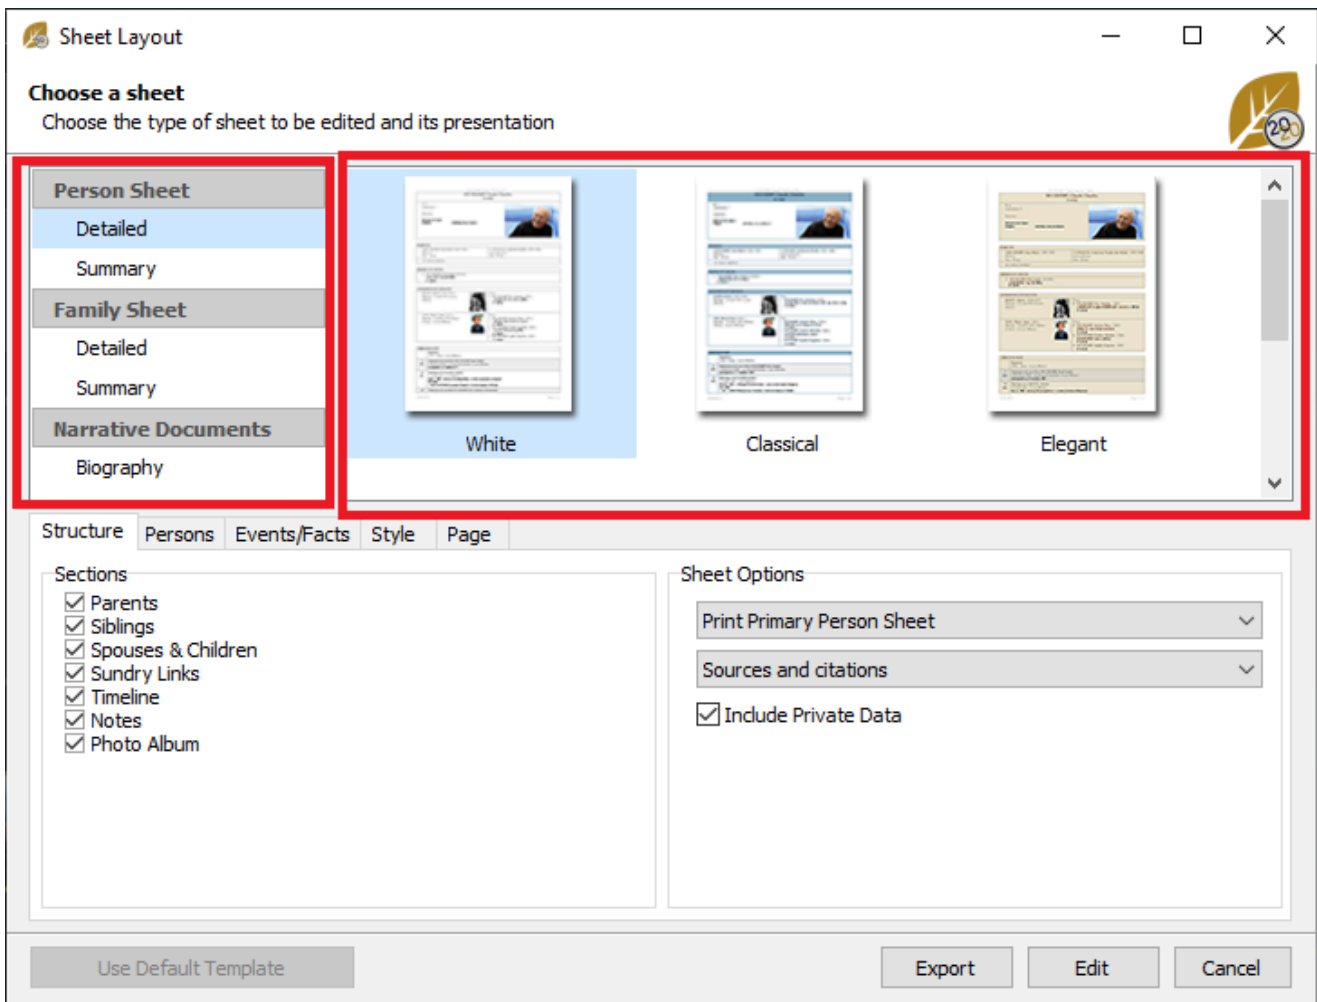 Sheet Layout
Choose a sheet
Choose the type of sheet to be edited and its presentation
2020
Person Sheet
Detailed
Summary
Family Sheet
Detailed
Summary
Narrative Documents
Biography
White
Classical
Elegant
Structure Persons Events/Facts Style Page
Sections
Parents
Siblings
Spouses & Children
Sundry Links
Timeline
Notes
Photo Album
Sheet Options
Print Primary Person Sheet
Sources and citations
Include Private Data
Use Default Template
Export
Edit
Cancel